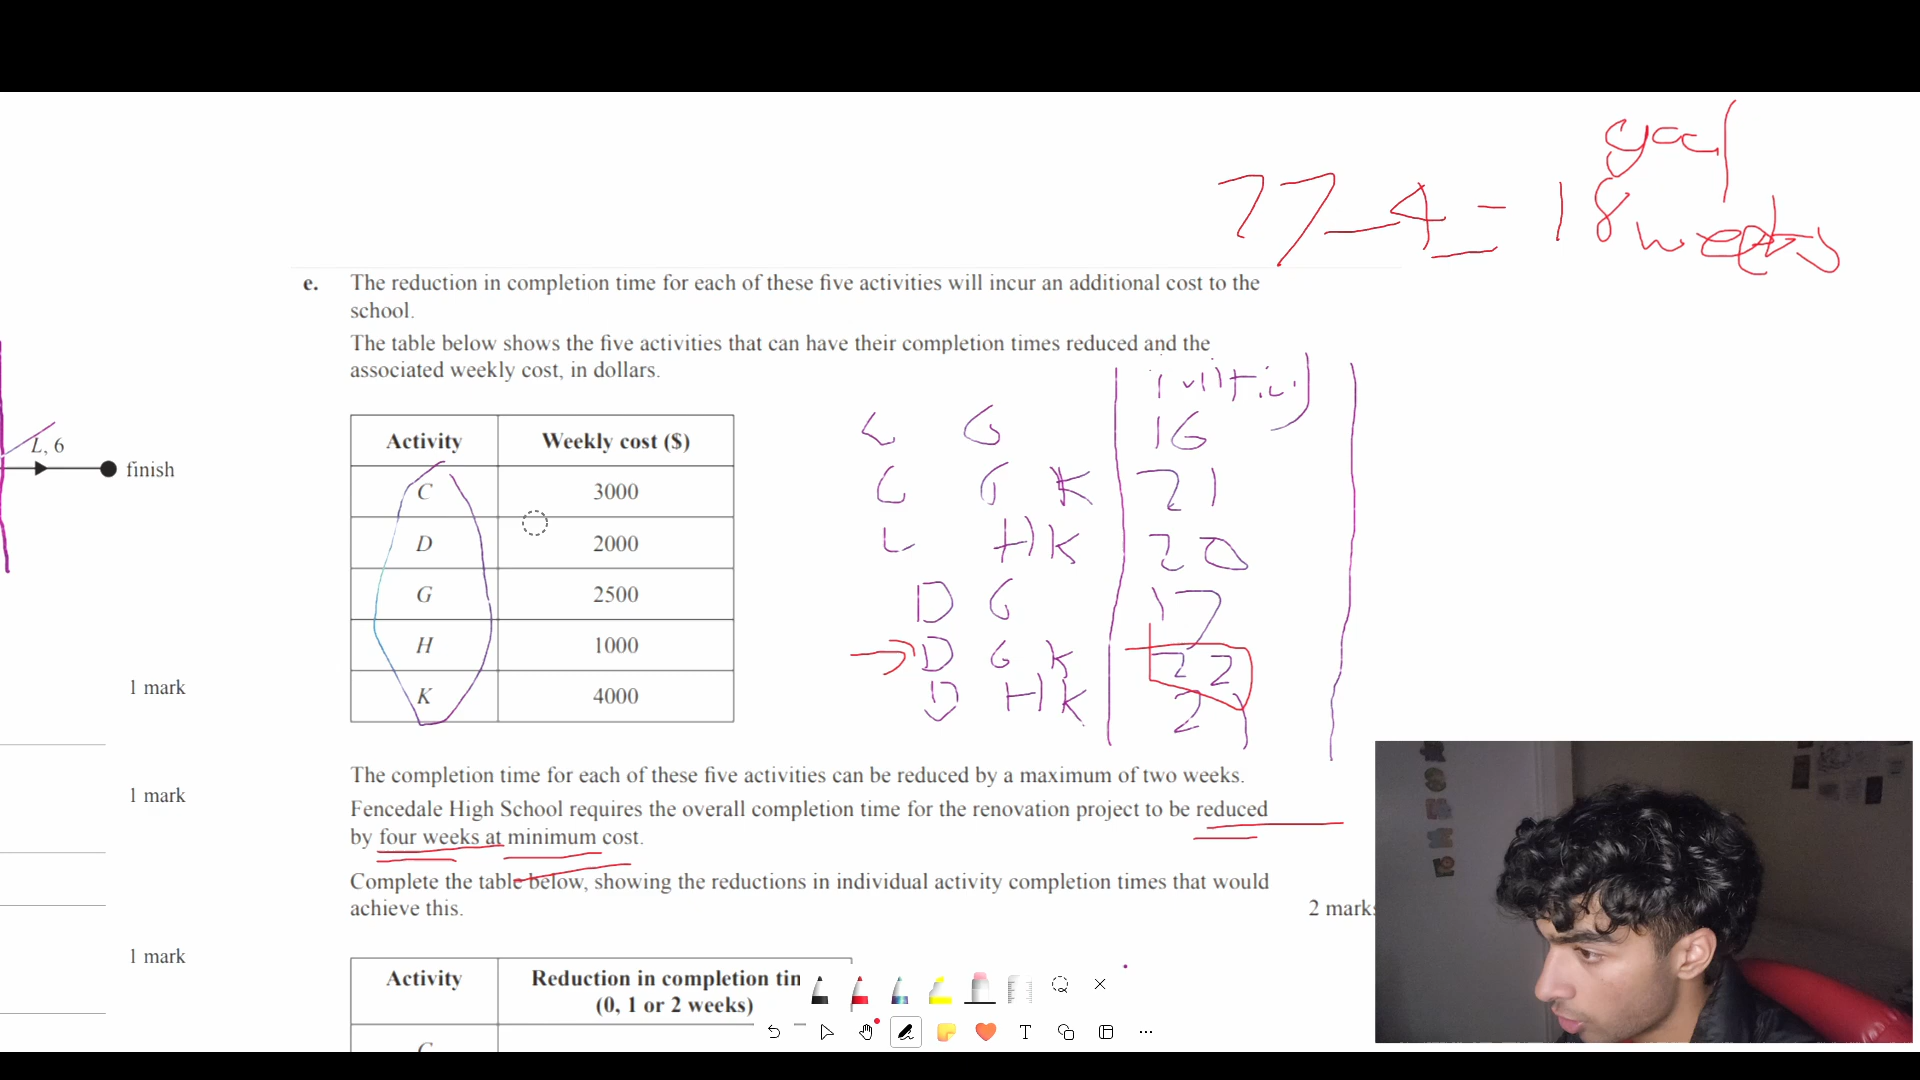 goal
77-4=18 weeks
e. The reduction in completion time for each of these five activities will incur an additional cost to the
school.
The table below shows the five activities that can have their completion times reduced and the
associated weekly cost, in dollars.
L, 6
finish
Activity Weekly cost ($)
C 3000
D 2000
G 2500
H 1000
K 4000
initial
C G 16
C G K 21
C H K 20
D G 17
D G K 22
D H K 21
1 mark
1 mark
1 mark
The completion time for each of these five activities can be reduced by a maximum of two weeks.
Fencedale High School requires the overall completion time for the renovation project to be reduced
by four weeks at minimum cost.
Complete the table below, showing the reductions in individual activity completion times that would
achieve this.
2 marks
Activity Reduction in completion tim
(0, 1 or 2 weeks)
C
T